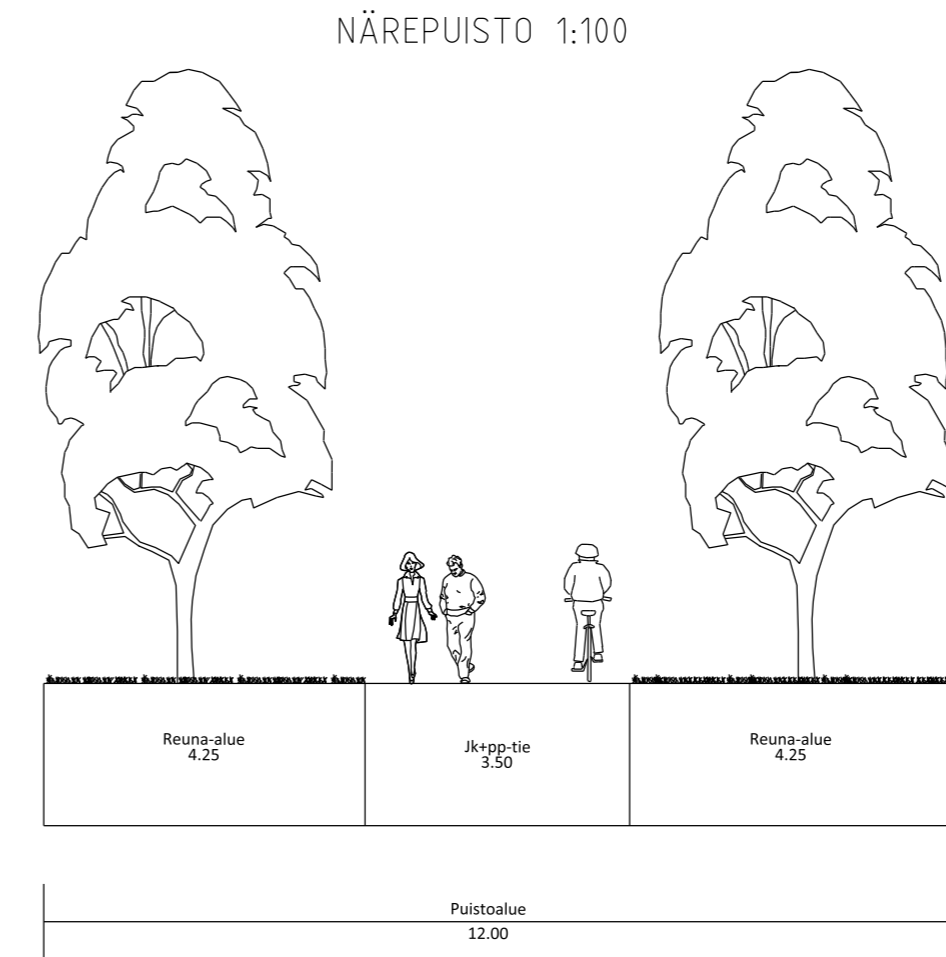 NÄREPUISTO 1:100
Reuna-alue
4.25
Jk+pp-tie
3.50
Reuna-alue
4.25
Puistoalue
12.00